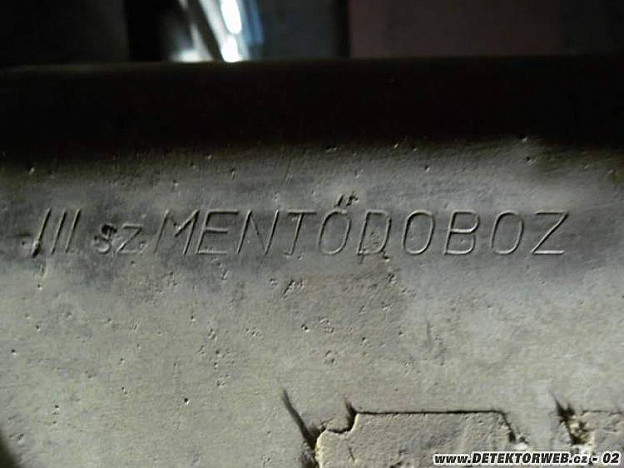 III sz MENTŐDOBOZ
www.DETEKTORWEB.cz - 02